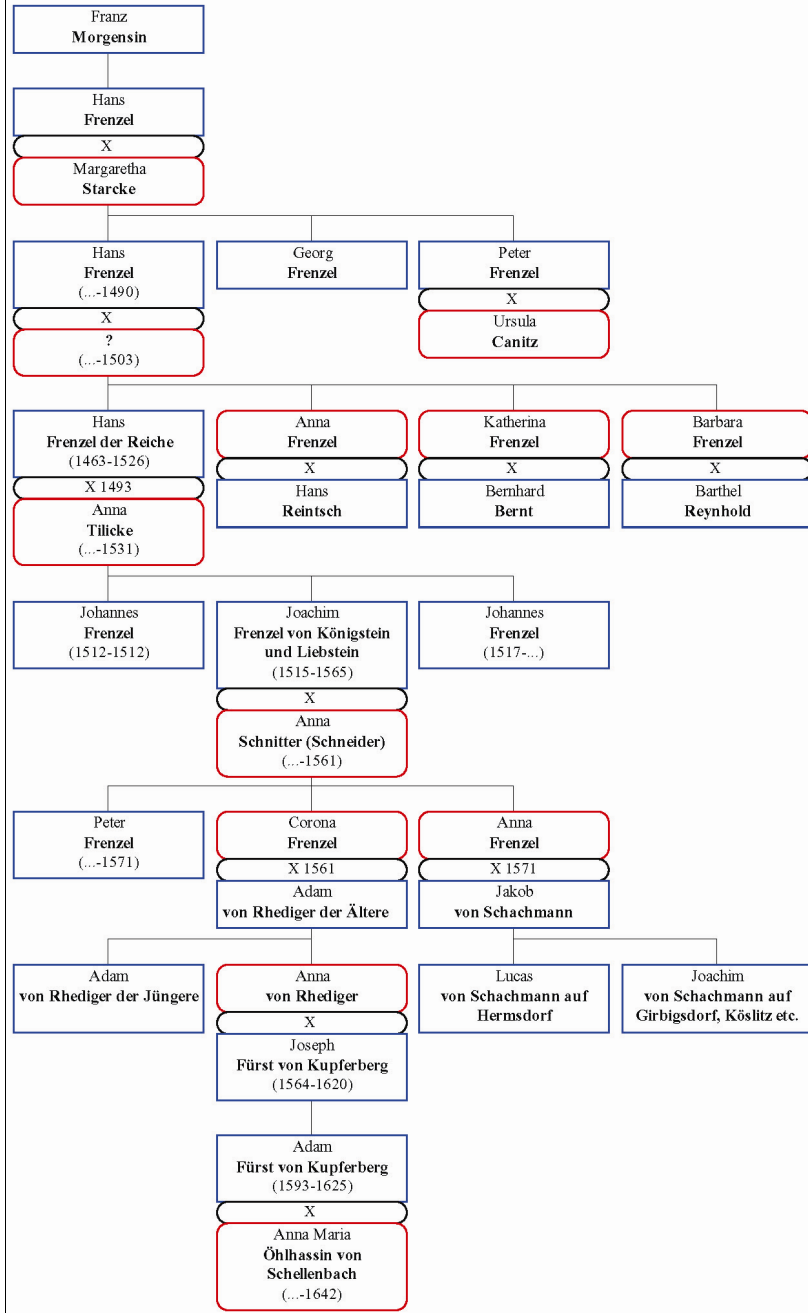 Franz
Morgensin
Hans
Frenzel
X
Margaretha
Starcke
Hans
Frenzel
(...-1490)
X
?
(...-1503)
Georg
Frenzel
Peter
Frenzel
X
Ursula
Canitz
Hans
Frenzel der Reiche
(1463-1526)
X 1493
Anna
Tilicke
(...-1531)
Anna
Frenzel
X
Hans
Reintsch
Katherina
Frenzel
X
Bernhard
Bernt
Barbara
Frenzel
X
Barthel
Reynhold
Johannes
Frenzel
(1512-1512)
Joachim
Frenzel von Königstein
und Liebstein
(1515-1565)
X
Anna
Schnitter (Schneider)
(...-1561)
Johannes
Frenzel
(1517-...)
Peter
Frenzel
(...-1571)
Corona
Frenzel
X 1561
Adam
von Rhediger der Ältere
Anna
Frenzel
X 1571
Jakob
von Schachmann
Adam
von Rhediger der Jüngere
Anna
von Rhediger
X
Joseph
Fürst von Kupferberg
(1564-1620)
Lucas
von Schachmann auf
Hermsdorf
Joachim
von Schachmann auf
Girbigsdorf, Köslitz etc.
Adam
Fürst von Kupferberg
(1593-1625)
X
Anna Maria
Öhlhassin von
Schellenbach
(...-1642)